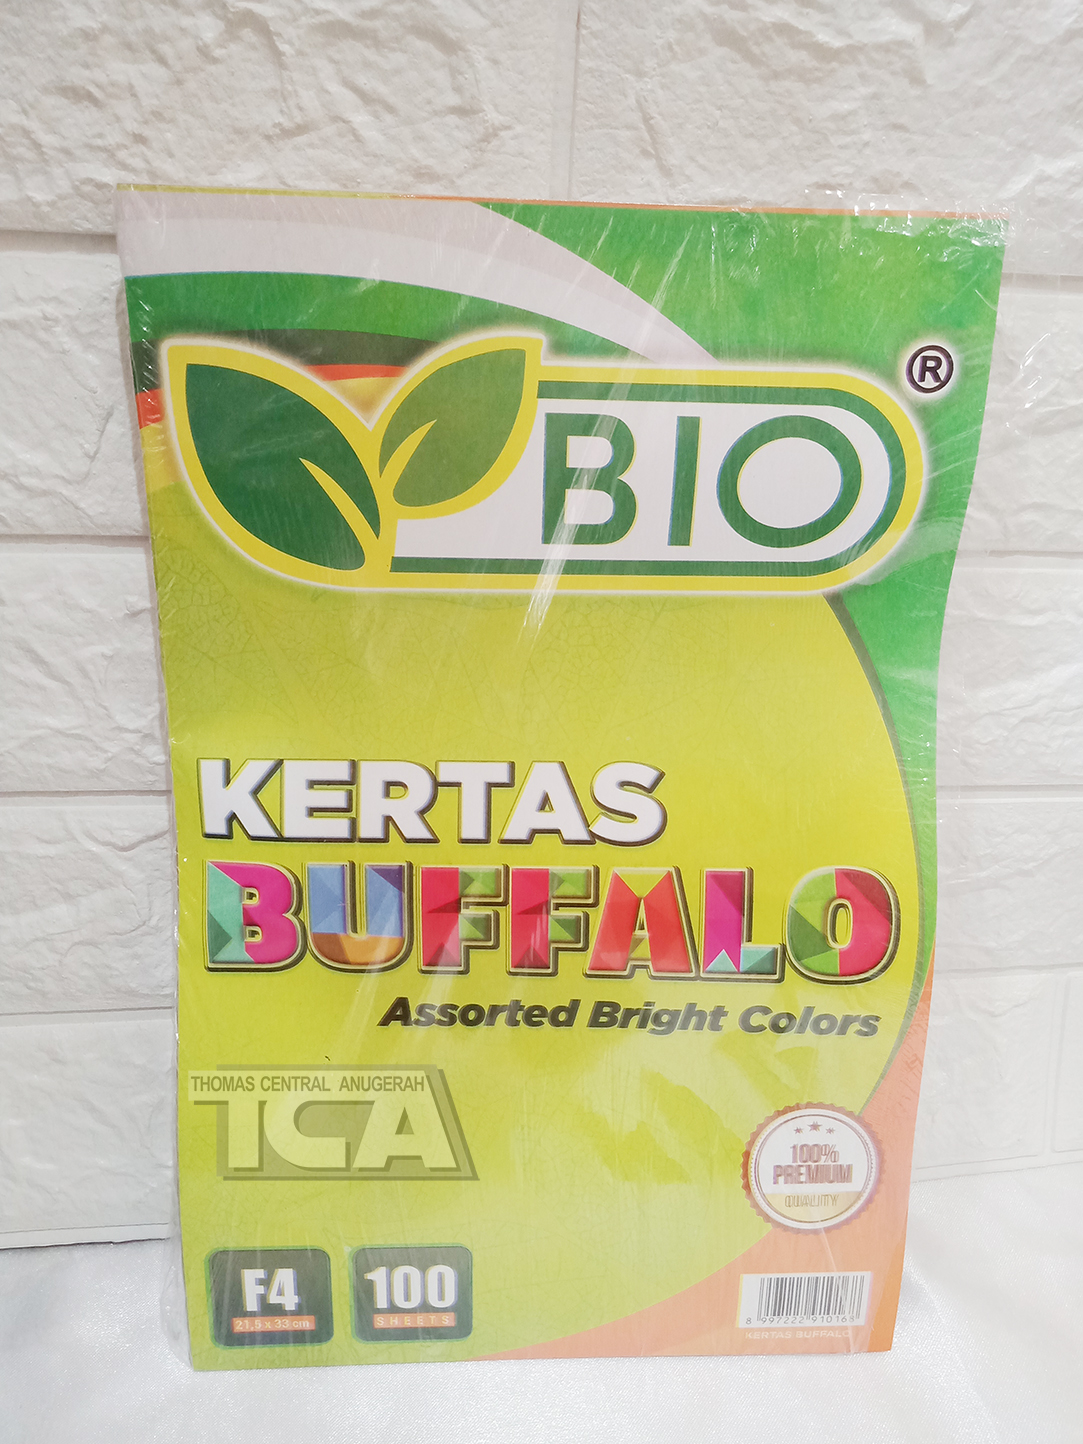 BIO ®
KERTAS
BUFFALO
Assorted Bright Colors
THOMAS CENTRAL ANUGERAH
TCA
100%
PREMIUM
QUALITY
F4
21,5 x 33 cm
100
SHEETS
KERTAS BUFFALO